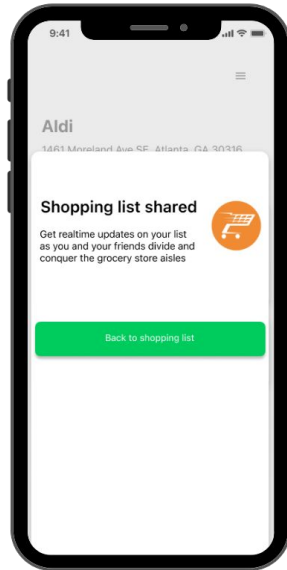 9:41
Aldi
1461 Moreland Ave SE, Atlanta, GA 30316
Shopping list shared
Get realtime updates on your list
as you and your friends divide and
conquer the grocery store aisles
Back to shopping list